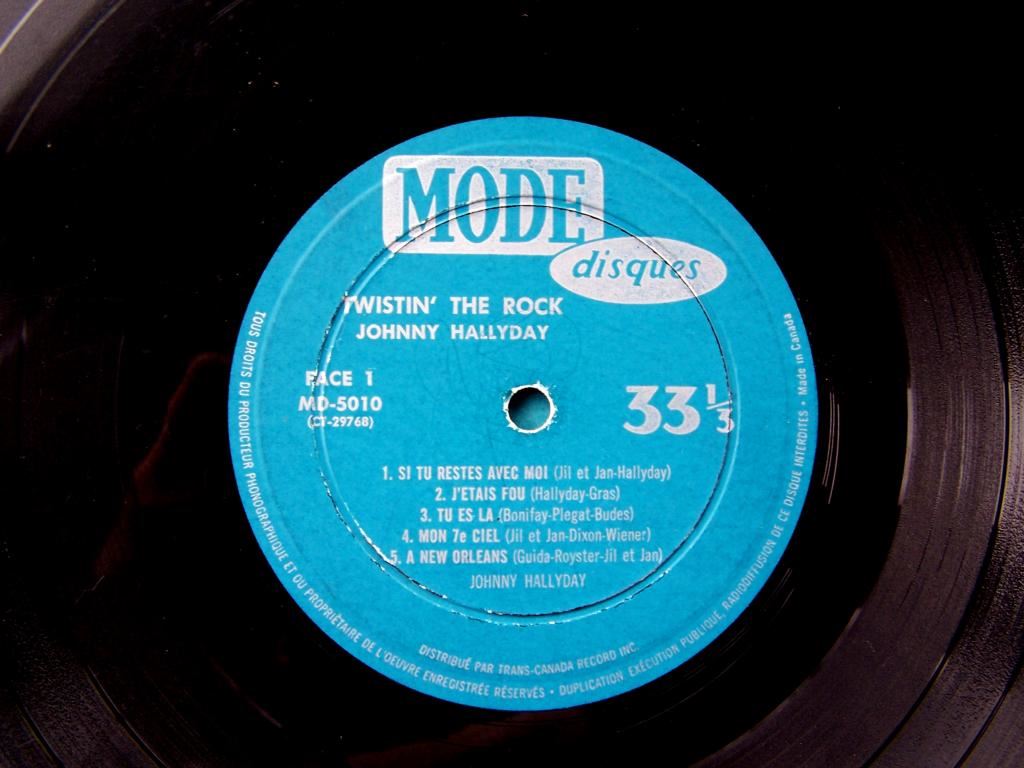 MODE
disques
TWISTIN' THE ROCK
JOHNNY HALLYDAY
FACE 1
MD-5010
(CT-29768)
33 1/3
1. SI TU RESTES AVEC MOI (Jil et Jan-Hallyday)
2. J'ETAIS FOU (Hallyday-Gras)
3. TU ES LA (Bonifay-Plegat-Budes)
4. MON 7e CIEL (Jil et Jan-Dixon-Wiener)
5. A NEW ORLEANS (Guida-Royster-Jil et Jan)
JOHNNY HALLYDAY
DISTRIBUÉ PAR TRANS-CANADA RECORD INC.
TOUS DROITS DU PRODUCTEUR PHONOGRAPHIQUE ET DU PROPRIÉTAIRE DE L'OEUVRE ENREGISTRÉE RÉSERVÉS • DUPLICATION, EXÉCUTION PUBLIQUE, RADIODIFFUSION DE CE DISQUE INTERDITES • Made in Canada